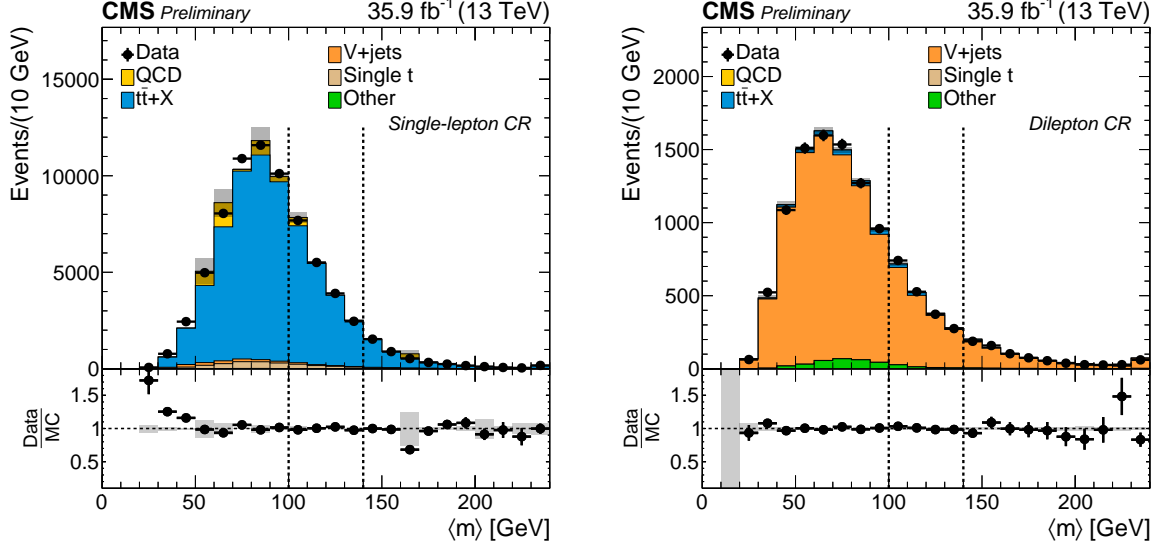 CMS Preliminary 35.9 fb⁻¹ (13 TeV)
Events/(10 GeV)
Data
QCD
tt̄+X
V+jets
Single t
Other
Single-lepton CR
15000
10000
5000
0
Data/MC
1.5
1
0.5
0 50 100 150 200
⟨m⟩ [GeV]
CMS Preliminary 35.9 fb⁻¹ (13 TeV)
Events/(10 GeV)
Data
QCD
tt̄+X
V+jets
Single t
Other
Dilepton CR
2000
1500
1000
500
0
Data/MC
1.5
1
0.5
0 50 100 150 200
⟨m⟩ [GeV]